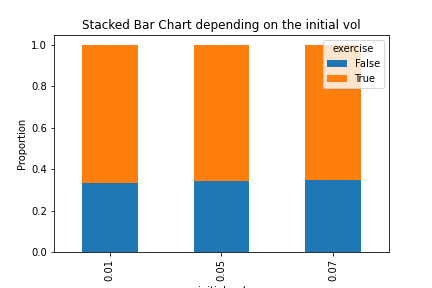 Stacked Bar Chart depending on the initial vol
exercise
False
True
Proportion
1.0
0.8
0.6
0.4
0.2
0.0
0.01
0.05
0.07